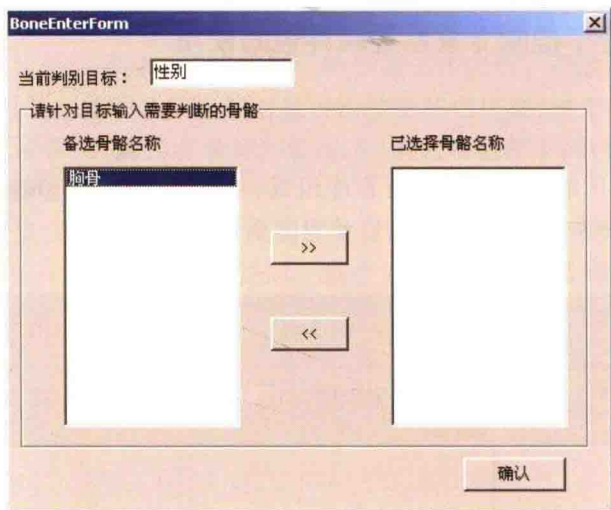 BoneEnterForm
当前判别目标：
性别
请针对目标输入需要判断的骨骼
备选骨骼名称
已选择骨骼名称
胸骨
>>
<<
确认